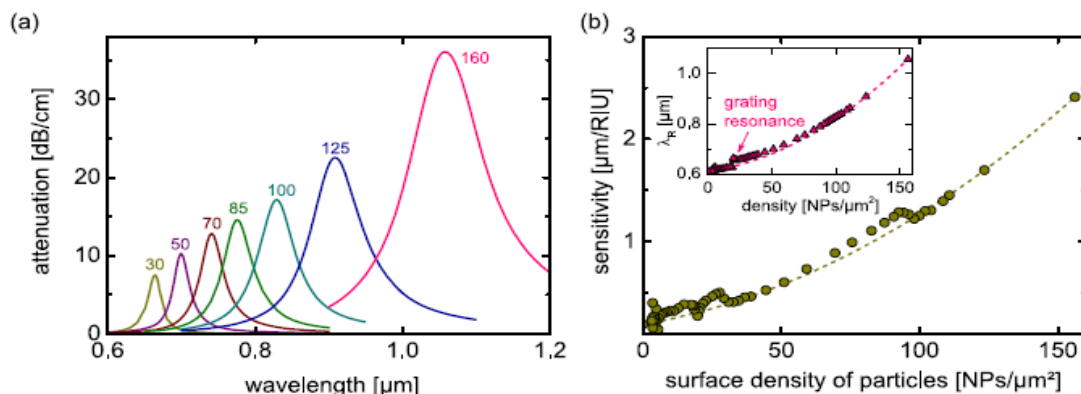 (a)
attenuation [dB/cm]
30
20
10
0
30
50
70
85
100
125
160
0.6 0.8 1.0 1.2
wavelength [µm]
(b)
sensitivity [µm/RIU]
3
2
1
0 50 100 150
surface density of particles [NPs/µm²]
λR [µm]
1.0
0.8
0.6
grating
resonance
0 50 100 150
density [NPs/µm²]